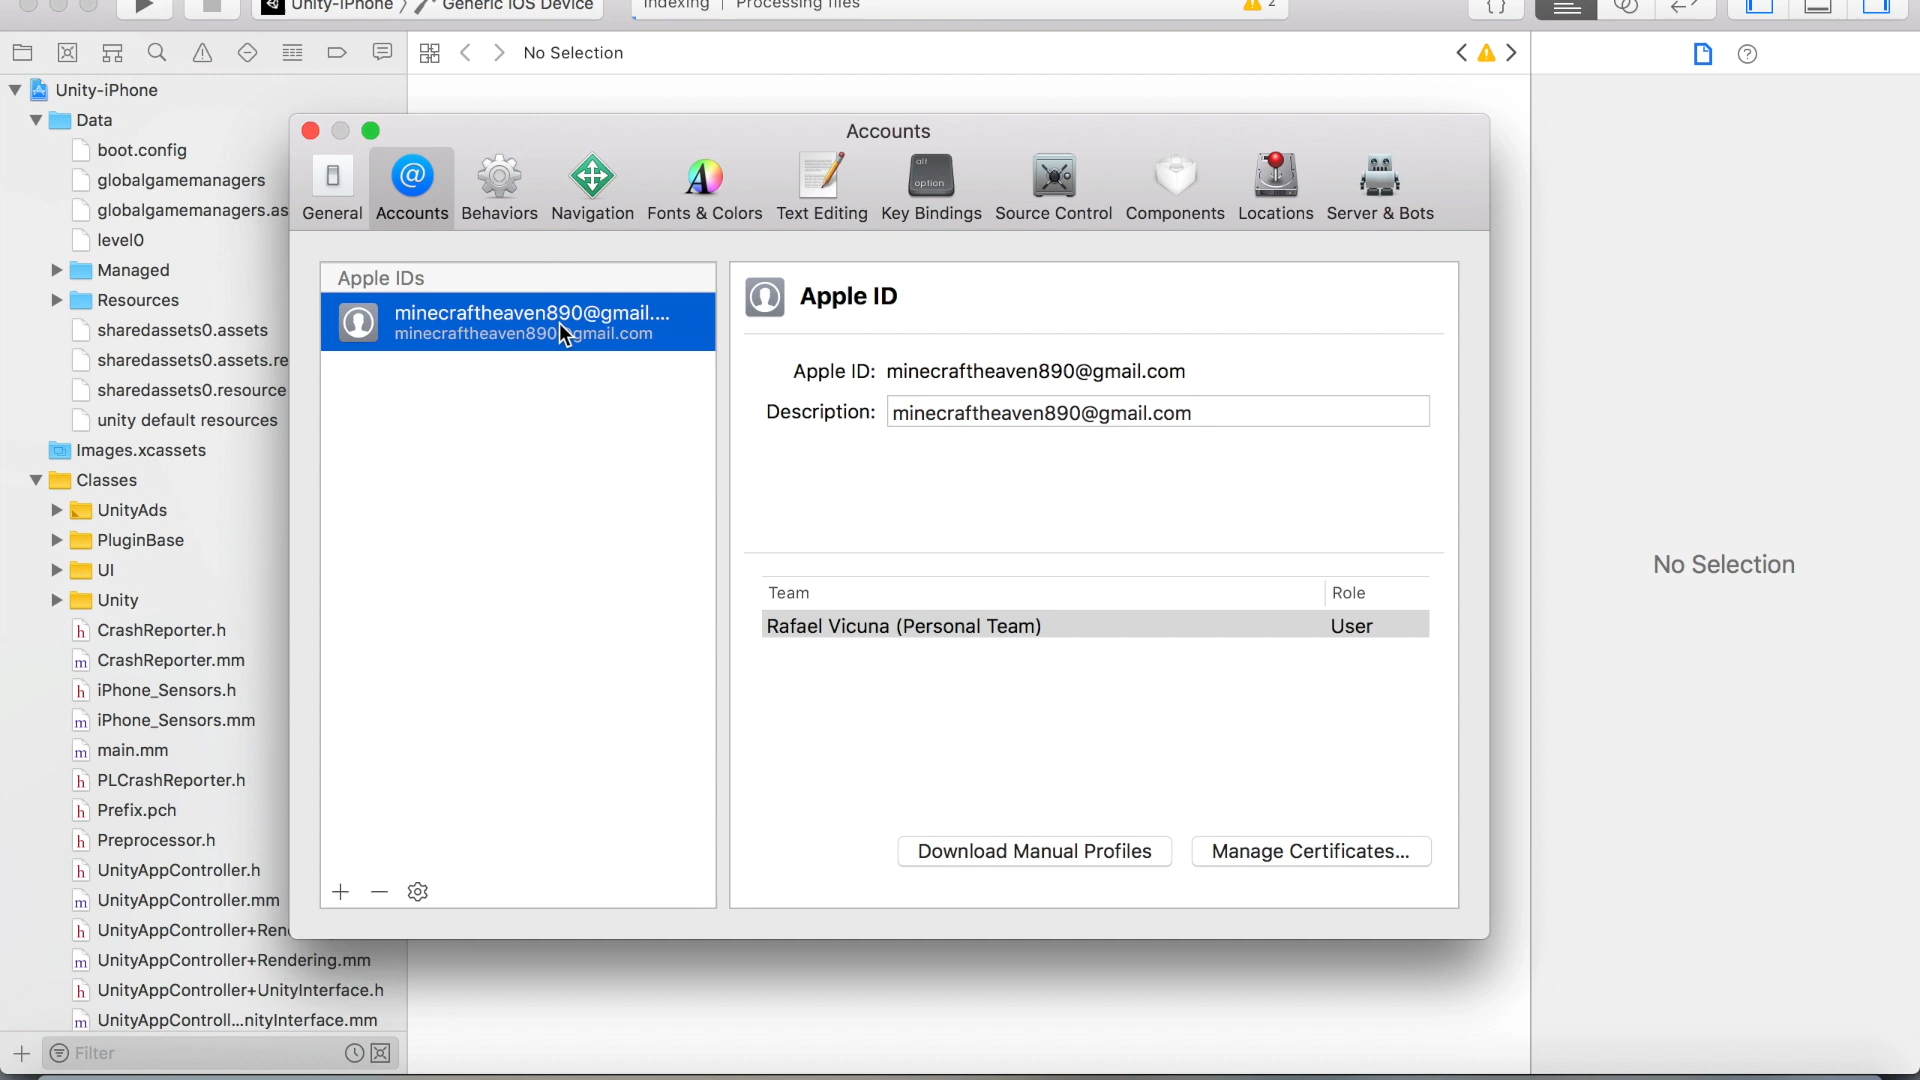 Unity-iPhone
Generic iOS Device
Indexing | Processing files
2
{ }
No Selection
Unity-iPhone
Data
boot.config
globalgamemanagers
globalgamemanagers.as
level0
Managed
Resources
sharedassets0.assets
sharedassets0.assets.re
sharedassets0.resource
unity default resources
Images.xcassets
Classes
UnityAds
PluginBase
UI
Unity
h CrashReporter.h
m CrashReporter.mm
h iPhone_Sensors.h
m iPhone_Sensors.mm
m main.mm
h PLCrashReporter.h
h Prefix.pch
h Preprocessor.h
h UnityAppController.h
m UnityAppController.mm
h UnityAppController+Ren
m UnityAppController+Rendering.mm
h UnityAppController+UnityInterface.h
m UnityAppControll...nityInterface.mm
Filter
Accounts
alt
option
General Accounts Behaviors Navigation Fonts & Colors Text Editing Key Bindings Source Control Components Locations Server & Bots
Apple IDs
minecraftheaven890@gmail....
minecraftheaven890@gmail.com
Apple ID
Apple ID: minecraftheaven890@gmail.com
Description: minecraftheaven890@gmail.com
Team Role
Rafael Vicuna (Personal Team) User
Download Manual Profiles Manage Certificates...
No Selection